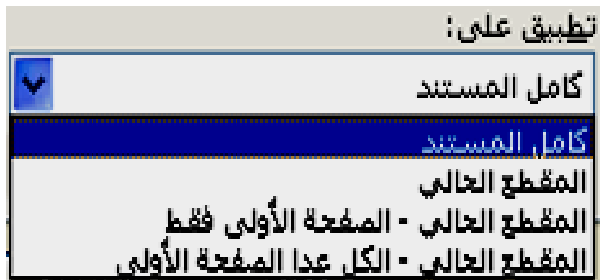 تطبيق على:
كامل المستند
كامل المستند
المقطع الحالي
المقطع الحالي - الصفحة الأولى فقط
المقطع الحالي - الكل عدا الصفحة الأولى